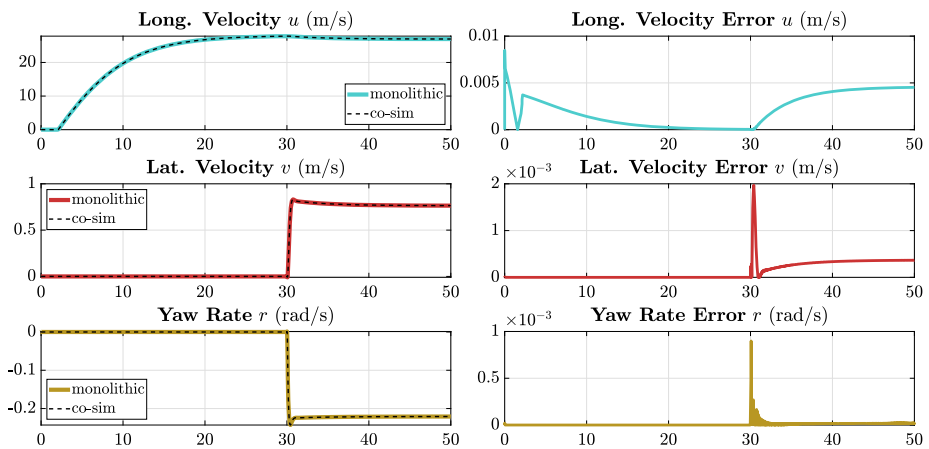 Long. Velocity u (m/s)
20
10
0
monolithic
co-sim
0 10 20 30 40 50
Long. Velocity Error u (m/s)
0.01
0.005
0
0 10 20 30 40 50
Lat. Velocity v (m/s)
1
0.5
0
monolithic
co-sim
0 10 20 30 40 50
Lat. Velocity Error v (m/s)
×10⁻³
2
1
0
0 10 20 30 40 50
Yaw Rate r (rad/s)
0
-0.1
-0.2
monolithic
co-sim
0 10 20 30 40 50
Yaw Rate Error r (rad/s)
×10⁻³
1
0.5
0
0 10 20 30 40 50